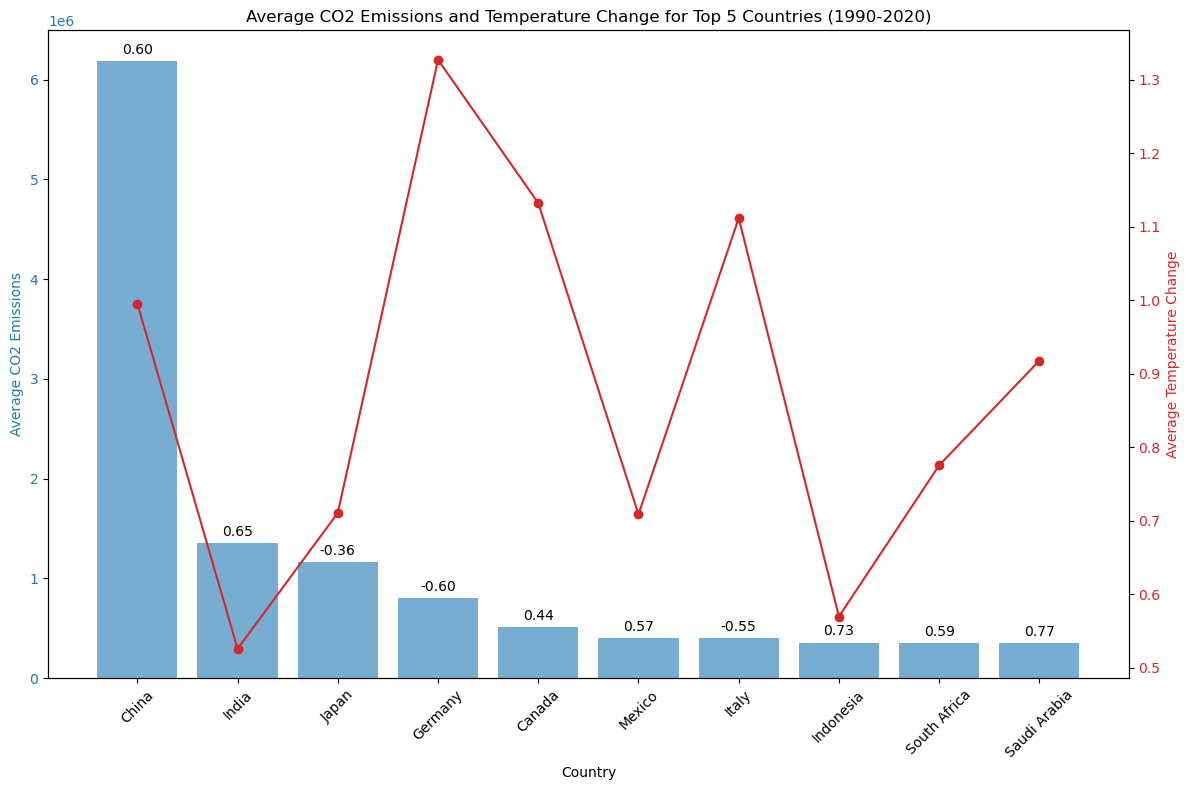 Average CO2 Emissions and Temperature Change for Top 5 Countries (1990-2020)
1e6
6
5
4
3
2
1
0
Average CO2 Emissions
0.60
0.65
-0.36
-0.60
0.44
0.57
-0.55
0.73
0.59
0.77
1.3
1.2
1.1
1.0
0.9
0.8
0.7
0.6
0.5
Average Temperature Change
China
India
Japan
Germany
Canada
Mexico
Italy
Indonesia
South Africa
Saudi Arabia
Country